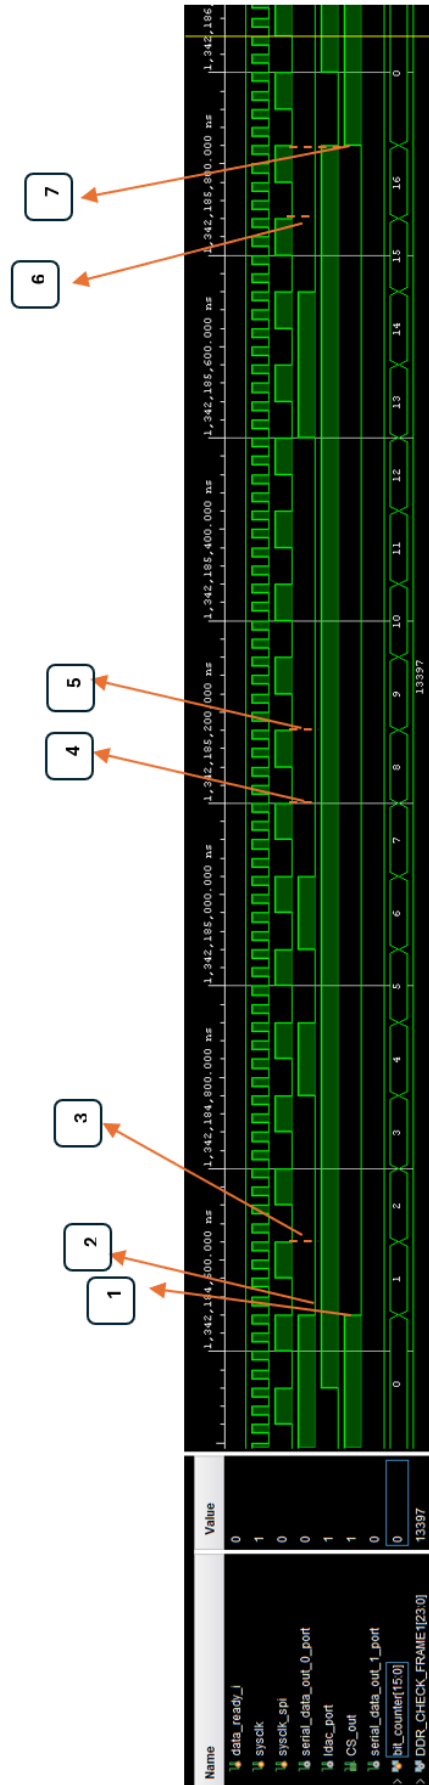 1
2
3
4
5
6
7
Name
Value
data_ready_i
0
sysclk
1
sysclk_spi
0
serial_data_out_0_port
0
ldac_port
1
CS_out
1
serial_data_out_1_port
0
bit_counter[15:0]
0
DDR_CHECK_FRAME1[23:0]
13397
1,342,184,600.000 ns
1,342,184,800.000 ns
1,342,185,000.000 ns
1,342,185,200.000 ns
1,342,185,400.000 ns
1,342,185,600.000 ns
1,342,185,800.000 ns
1,342,186,
0
1
2
3
4
5
6
7
8
9
10
11
12
13
14
15
16
0
13397